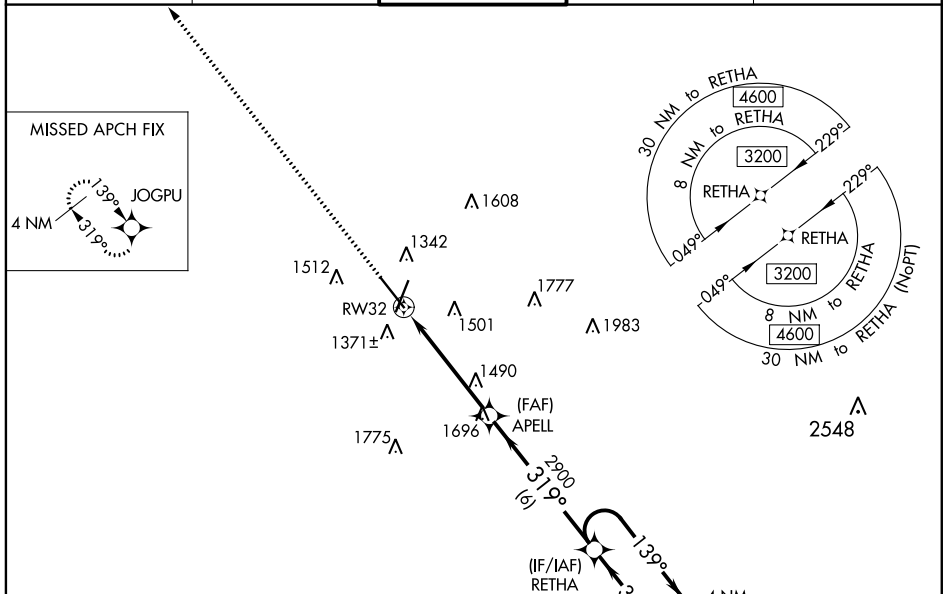 MISSED APCH FIX
139°
JOGPU
4 NM
319°
30 NM to RETHA
4600
8 NM to RETHA
3200
229°
RETHA
049°
229°
RETHA
049°
3200
8 NM to RETHA
4600
30 NM to RETHA (NoPT)
1608
1342
1512
1777
RW32
1501
1983
1371±
1490
(FAF)
APELL
1696
1775
2548
2900
319°
(6)
139°
(IF/IAF)
RETHA
4 NM